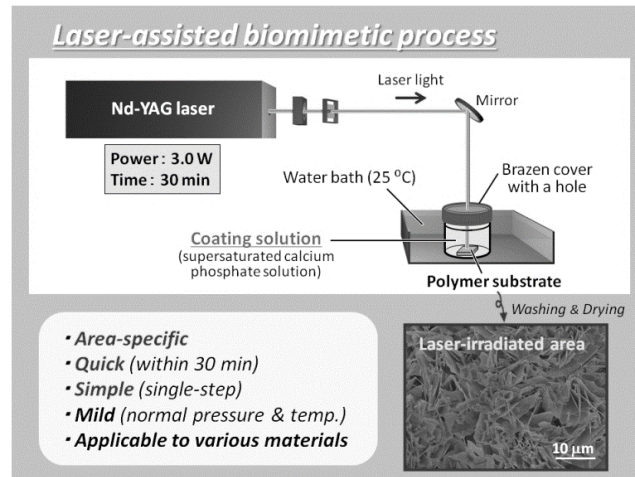 Laser-assisted biomimetic process
Laser light
Nd-YAG laser
Mirror
Power : 3.0 W
Time : 30 min
Water bath (25 ºC)
Brazen cover
with a hole
Coating solution
(supersaturated calcium
phosphate solution)
Polymer substrate
Washing & Drying
・Area-specific
・Quick (within 30 min)
・Simple (single-step)
・Mild (normal pressure & temp.)
・Applicable to various materials
Laser-irradiated area
10 μm